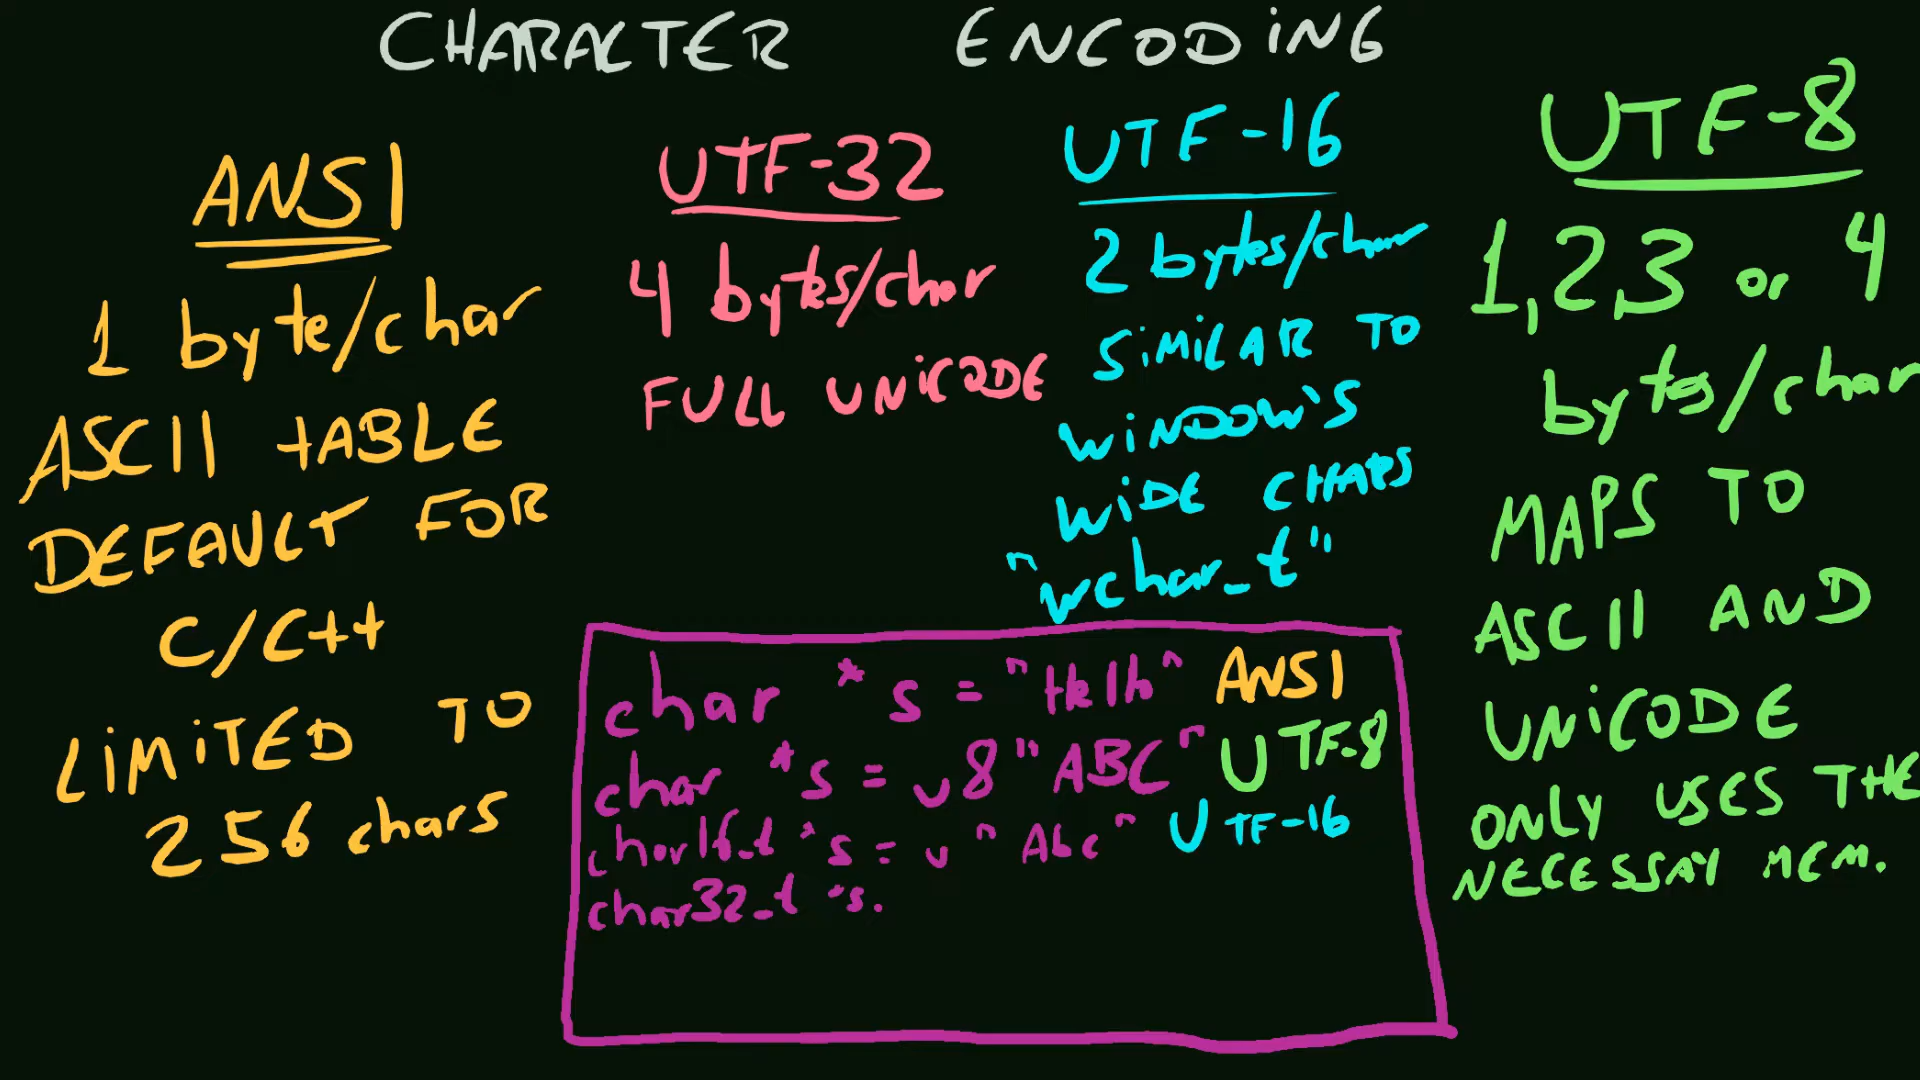 CHARACTER ENCODING
ANSI
1 byte/char
ASCII TABLE
DEFAULT FOR
C/C++
LIMITED TO
256 chars
UTF-32
4 bytes/char
FULL UNICODE
UTF-16
2 bytes/char
SIMILAR TO
WINDOW'S
WIDE CHARS
"wchar_t"
UTF-8
1,2,3 or 4
bytes/char
MAPS TO
ASCII AND
UNICODE
ONLY USES THE
NECESSAY MEM.
char *s = "Hello" ANSI
char *s = u8"ABC" UTF-8
char16_t *s = u"Abc" UTF-16
char32_t *s.